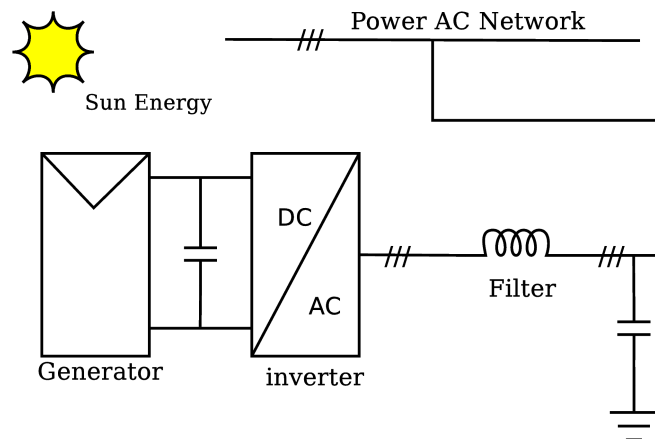 Power AC Network
Sun Energy
DC
AC
Filter
Generator
inverter